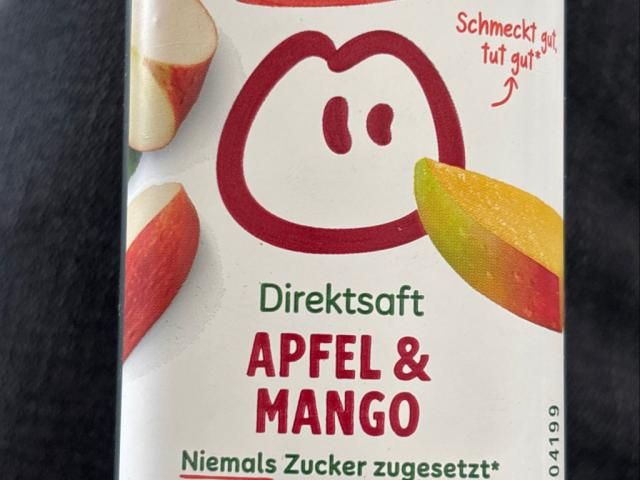 Schmeckt gut,
tut gut*
Direktsaft
APFEL &
MANGO
Niemals Zucker zugesetzt*
04199